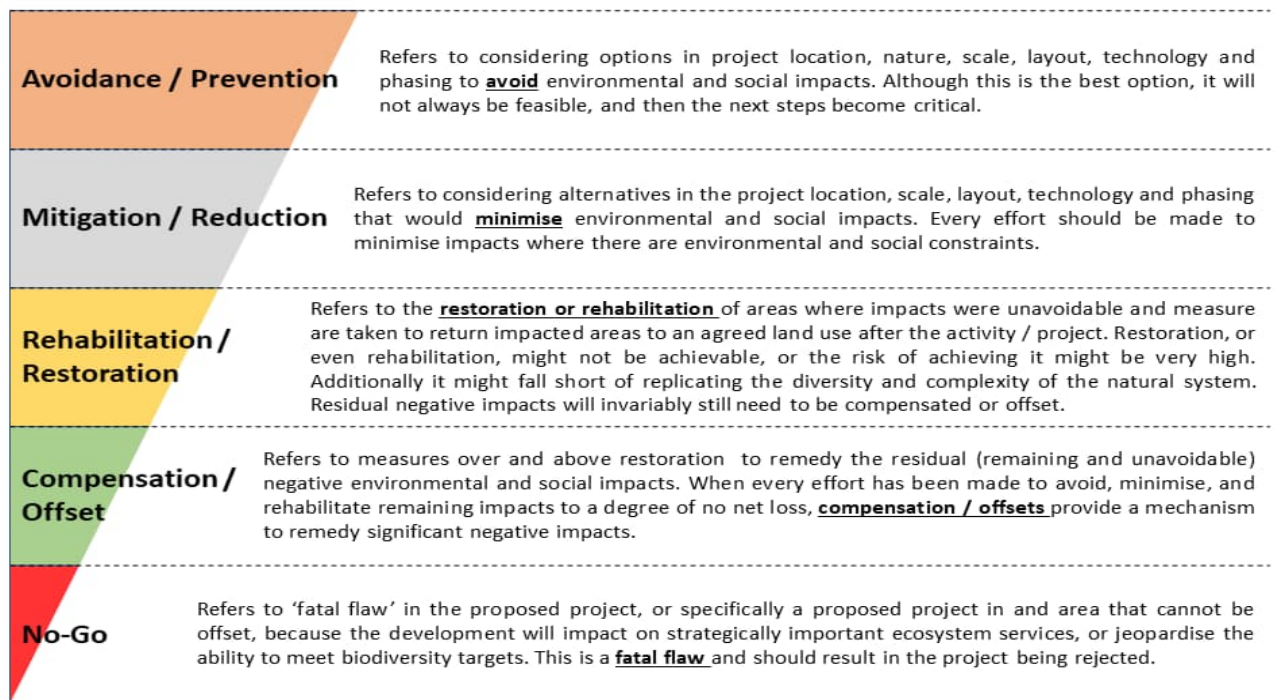 Avoidance / Prevention
Refers to considering options in project location, nature, scale, layout, technology and
phasing to avoid environmental and social impacts. Although this is the best option, it will
not always be feasible, and then the next steps become critical.
Mitigation / Reduction
Refers to considering alternatives in the project location, scale, layout, technology and phasing
that would minimise environmental and social impacts. Every effort should be made to
minimise impacts where there are environmental and social constraints.
Rehabilitation /
Restoration
Refers to the restoration or rehabilitation of areas where impacts were unavoidable and measure
are taken to return impacted areas to an agreed land use after the activity / project. Restoration, or
even rehabilitation, might not be achievable, or the risk of achieving it might be very high.
Additionally it might fall short of replicating the diversity and complexity of the natural system.
Residual negative impacts will invariably still need to be compensated or offset.
Compensation /
Offset
Refers to measures over and above restoration to remedy the residual (remaining and unavoidable)
negative environmental and social impacts. When every effort has been made to avoid, minimise, and
rehabilitate remaining impacts to a degree of no net loss, compensation / offsets provide a mechanism
to remedy significant negative impacts.
No-Go
Refers to ‘fatal flaw’ in the proposed project, or specifically a proposed project in and area that cannot be
offset, because the development will impact on strategically important ecosystem services, or jeopardise the
ability to meet biodiversity targets. This is a fatal flaw and should result in the project being rejected.